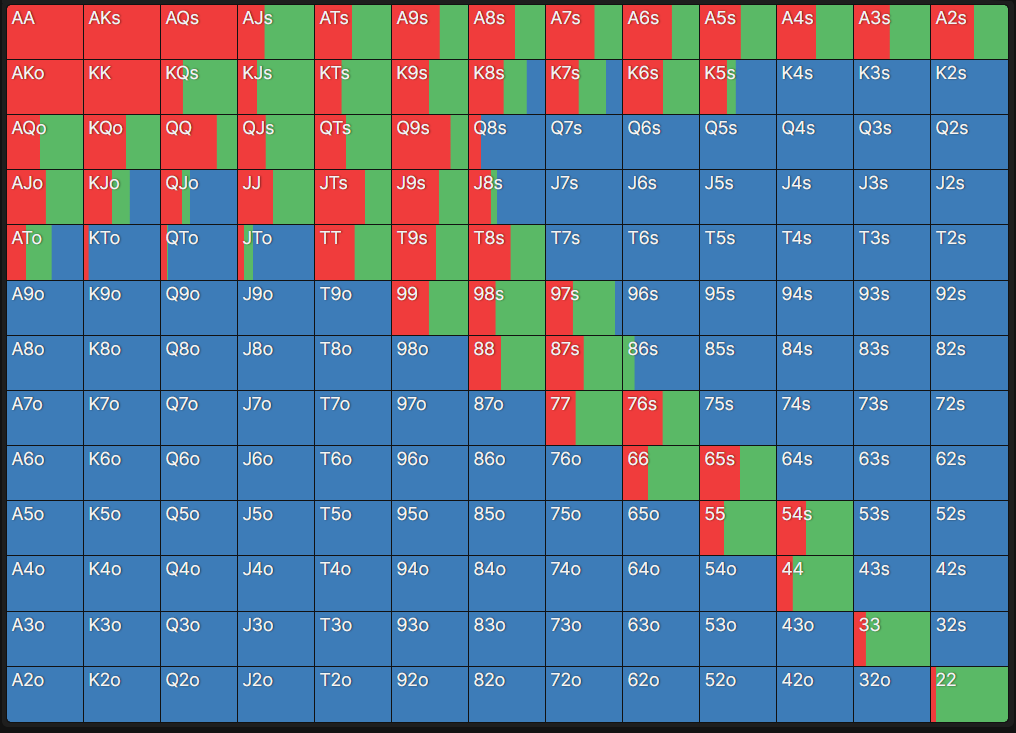 AA AKs AQs AJs ATs A9s A8s A7s A6s A5s A4s A3s A2s
AKo KK KQs KJs KTs K9s K8s K7s K6s K5s K4s K3s K2s
AQo KQo QQ QJs QTs Q9s Q8s Q7s Q6s Q5s Q4s Q3s Q2s
AJo KJo QJo JJ JTs J9s J8s J7s J6s J5s J4s J3s J2s
ATo KTo QTo JTo TT T9s T8s T7s T6s T5s T4s T3s T2s
A9o K9o Q9o J9o T9o 99 98s 97s 96s 95s 94s 93s 92s
A8o K8o Q8o J8o T8o 98o 88 87s 86s 85s 84s 83s 82s
A7o K7o Q7o J7o T7o 97o 87o 77 76s 75s 74s 73s 72s
A6o K6o Q6o J6o T6o 96o 86o 76o 66 65s 64s 63s 62s
A5o K5o Q5o J5o T5o 95o 85o 75o 65o 55 54s 53s 52s
A4o K4o Q4o J4o T4o 94o 84o 74o 64o 54o 44 43s 42s
A3o K3o Q3o J3o T3o 93o 83o 73o 63o 53o 43o 33 32s
A2o K2o Q2o J2o T2o 92o 82o 72o 62o 52o 42o 32o 22